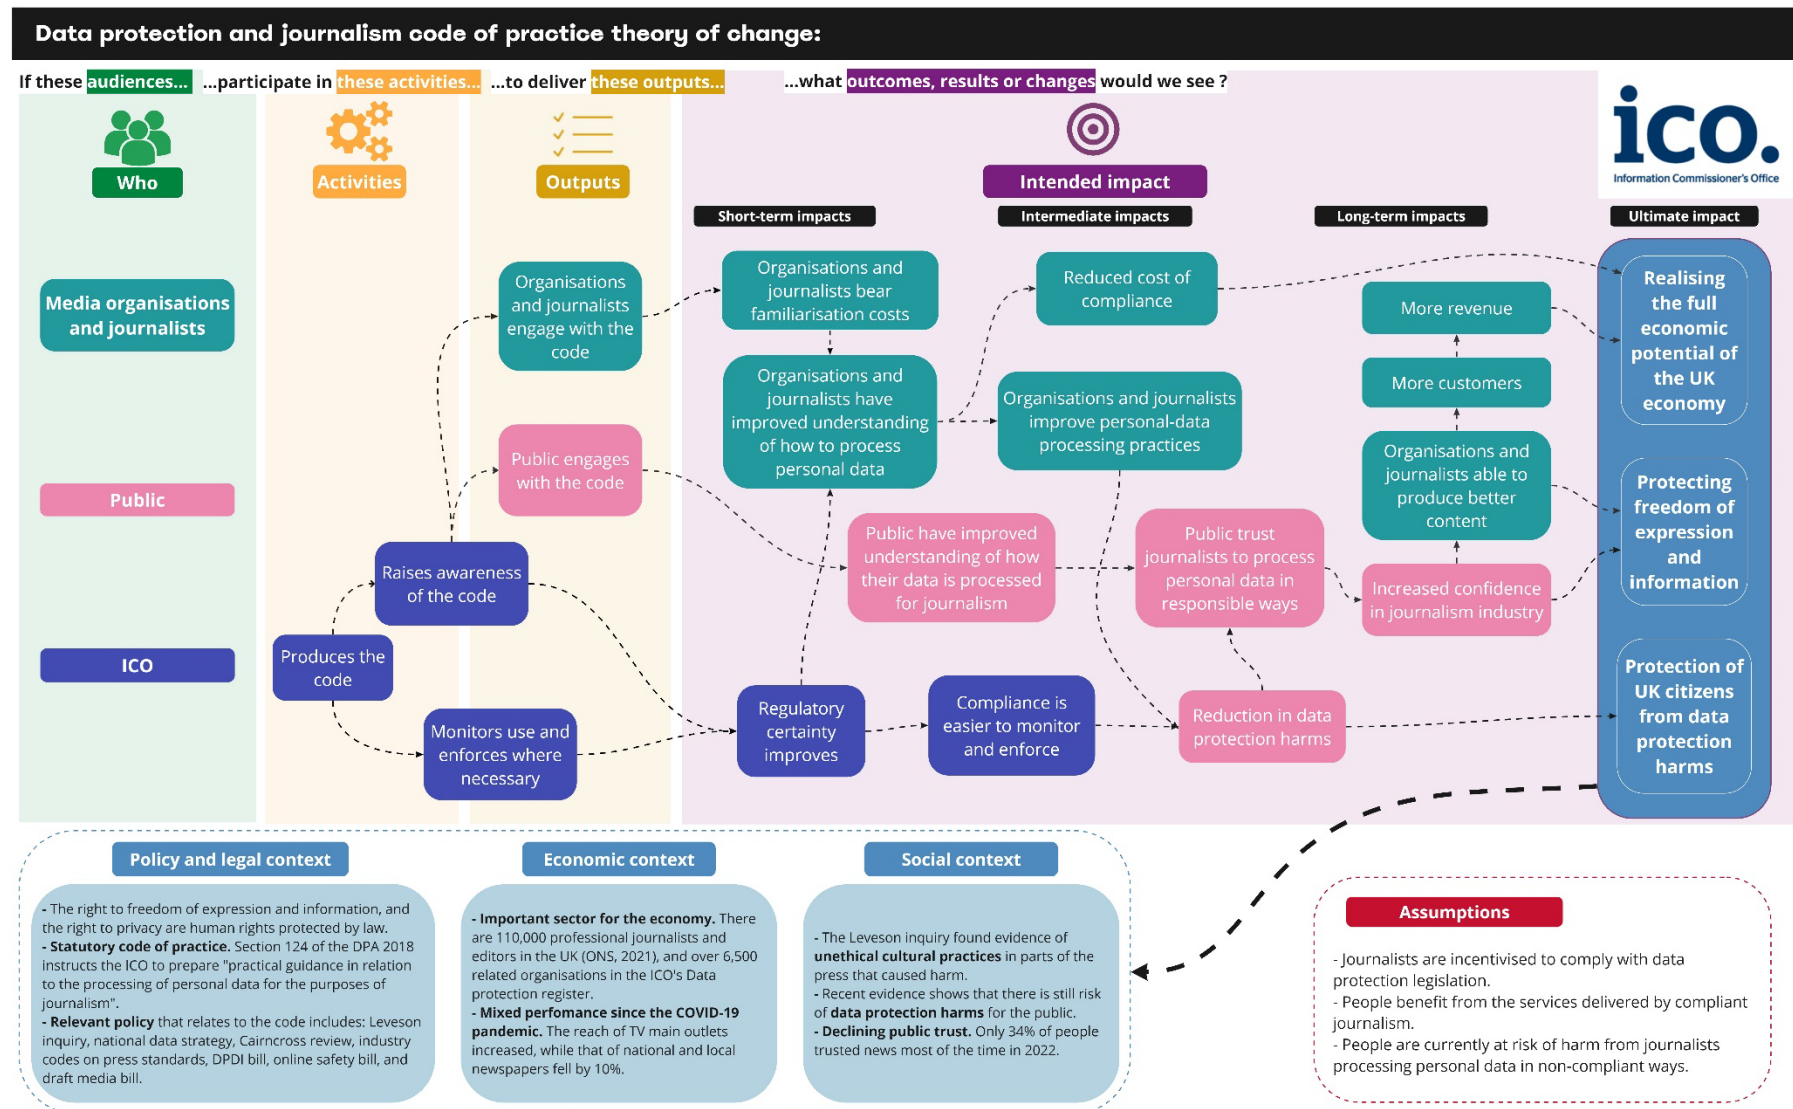 Data protection and journalism code of practice theory of change:
If these audiences... ...participate in these activities... ...to deliver these outputs... ...what outcomes, results or changes would we see ?
ico.
Information Commissioner's Office
Who
Activities
Outputs
Intended impact
Short-term impacts
Intermediate impacts
Long-term impacts
Ultimate impact
Media organisations
and journalists
Public
ICO
Produces the
code
Raises awareness
of the code
Monitors use and
enforces where
necessary
Organisations
and journalists
engage with the
code
Public engages
with the code
Organisations and
journalists bear
familiarisation costs
Organisations and
journalists have
improved understanding
of how to process
personal data
Public have improved
understanding of how
their data is processed
for journalism
Regulatory
certainty
improves
Reduced cost of
compliance
Organisations and journalists
improve personal-data
processing practices
Public trust
journalists to process
personal data in
responsible ways
Compliance is
easier to monitor
and enforce
Reduction in data
protection harms
More revenue
More customers
Organisations and
journalists able to
produce better
content
Increased confidence
in journalism industry
Realising
the full
economic
potential of
the UK
economy
Protecting
freedom of
expression
and
information
Protection of
UK citizens
from data
protection
harms
Policy and legal context
- The right to freedom of expression and information, and
the right to privacy are human rights protected by law.
- Statutory code of practice. Section 124 of the DPA 2018
instructs the ICO to prepare "practical guidance in relation
to the processing of personal data for the purposes of
journalism".
- Relevant policy that relates to the code includes: Leveson
inquiry, national data strategy, Cairncross review, industry
codes on press standards, DPDI bill, online safety bill, and
draft media bill.
Economic context
- Important sector for the economy. There
are 110,000 professional journalists and
editors in the UK (ONS, 2021), and over 6,500
related organisations in the ICO's Data
protection register.
- Mixed perfomance since the COVID-19
pandemic. The reach of TV main outlets
increased, while that of national and local
newspapers fell by 10%.
Social context
- The Leveson inquiry found evidence of
unethical cultural practices in parts of the
press that caused harm.
- Recent evidence shows that there is still risk
of data protection harms for the public.
- Declining public trust. Only 34% of people
trusted news most of the time in 2022.
Assumptions
- Journalists are incentivised to comply with data
protection legislation.
- People benefit from the services delivered by compliant
journalism.
- People are currently at risk of harm from journalists
processing personal data in non-compliant ways.